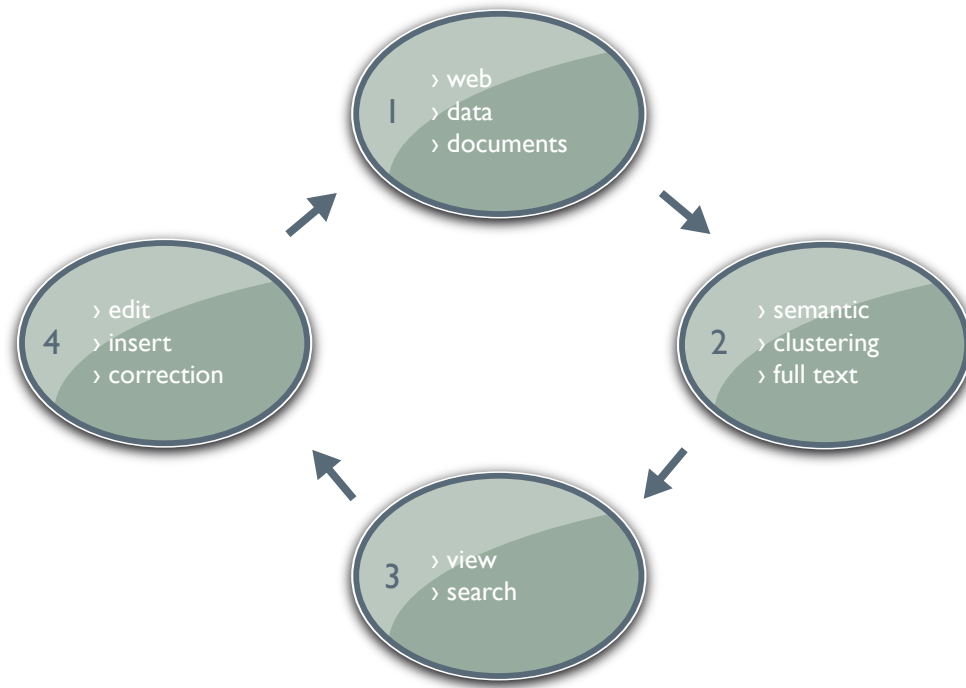 1
› web
› data
› documents
2
› semantic
› clustering
› full text
3
› view
› search
4
› edit
› insert
› correction